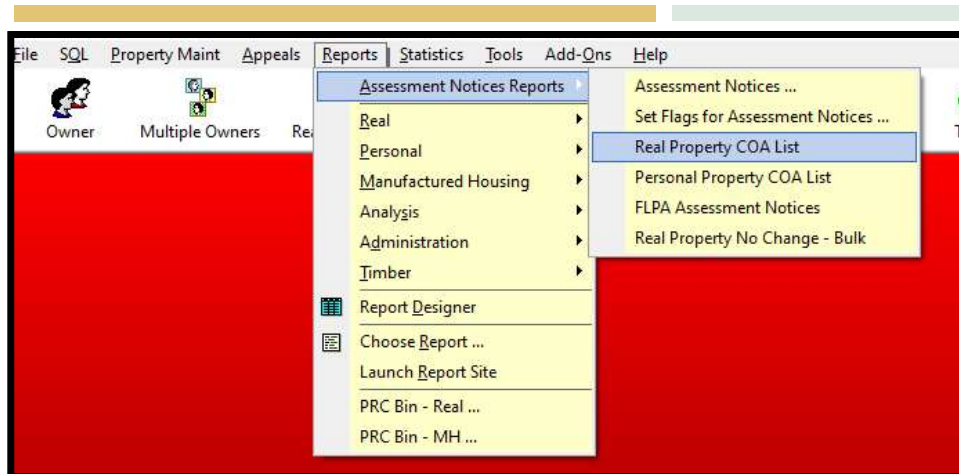 File SQL Property Maint Appeals Reports Statistics Tools Add-Ons Help
Owner Multiple Owners Rea T
Assessment Notices Reports
Real
Personal
Manufactured Housing
Analysis
Administration
Timber
Report Designer
Choose Report ...
Launch Report Site
PRC Bin - Real ...
PRC Bin - MH ...
Assessment Notices ...
Set Flags for Assessment Notices ...
Real Property COA List
Personal Property COA List
FLPA Assessment Notices
Real Property No Change - Bulk